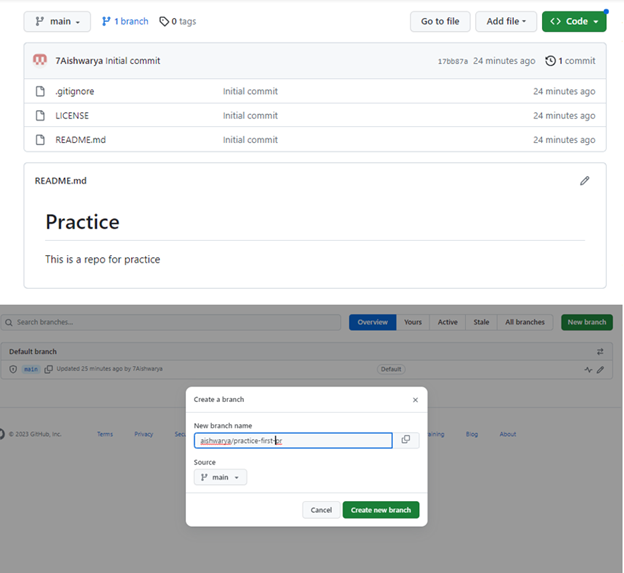 main 1 branch 0 tags Go to file Add file Code
7Aishwarya Initial commit 17bb87a 24 minutes ago 1 commit
.gitignore Initial commit 24 minutes ago
LICENSE Initial commit 24 minutes ago
README.md Initial commit 24 minutes ago
README.md
Practice
This is a repo for practice
Search branches... Overview Yours Active Stale All branches New branch
Default branch
main Updated 25 minutes ago by 7Aishwarya Default
Create a branch
New branch name
aishwarya/practice-first-pr
© 2023 GitHub, Inc. Terms Privacy Blog About
Source
main
Cancel Create new branch